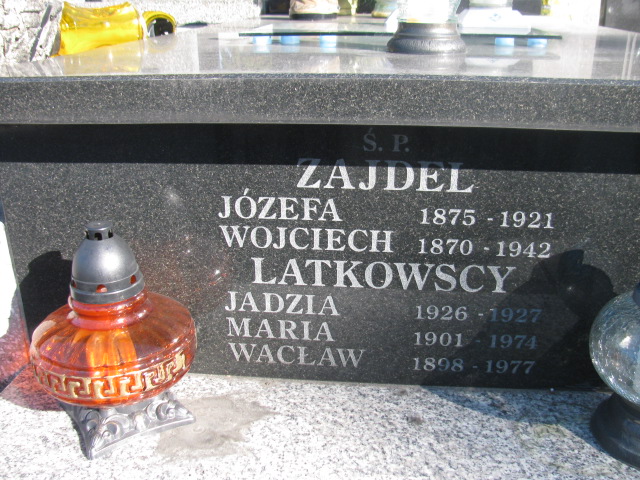 Ś. P.
ZAJDEL
JÓZEFA 1875 - 1921
WOJCIECH 1870 - 1942
LATKOWSCY
JADZIA 1926 - 1927
MARIA 1901 - 1974
WACŁAW 1898 - 1977